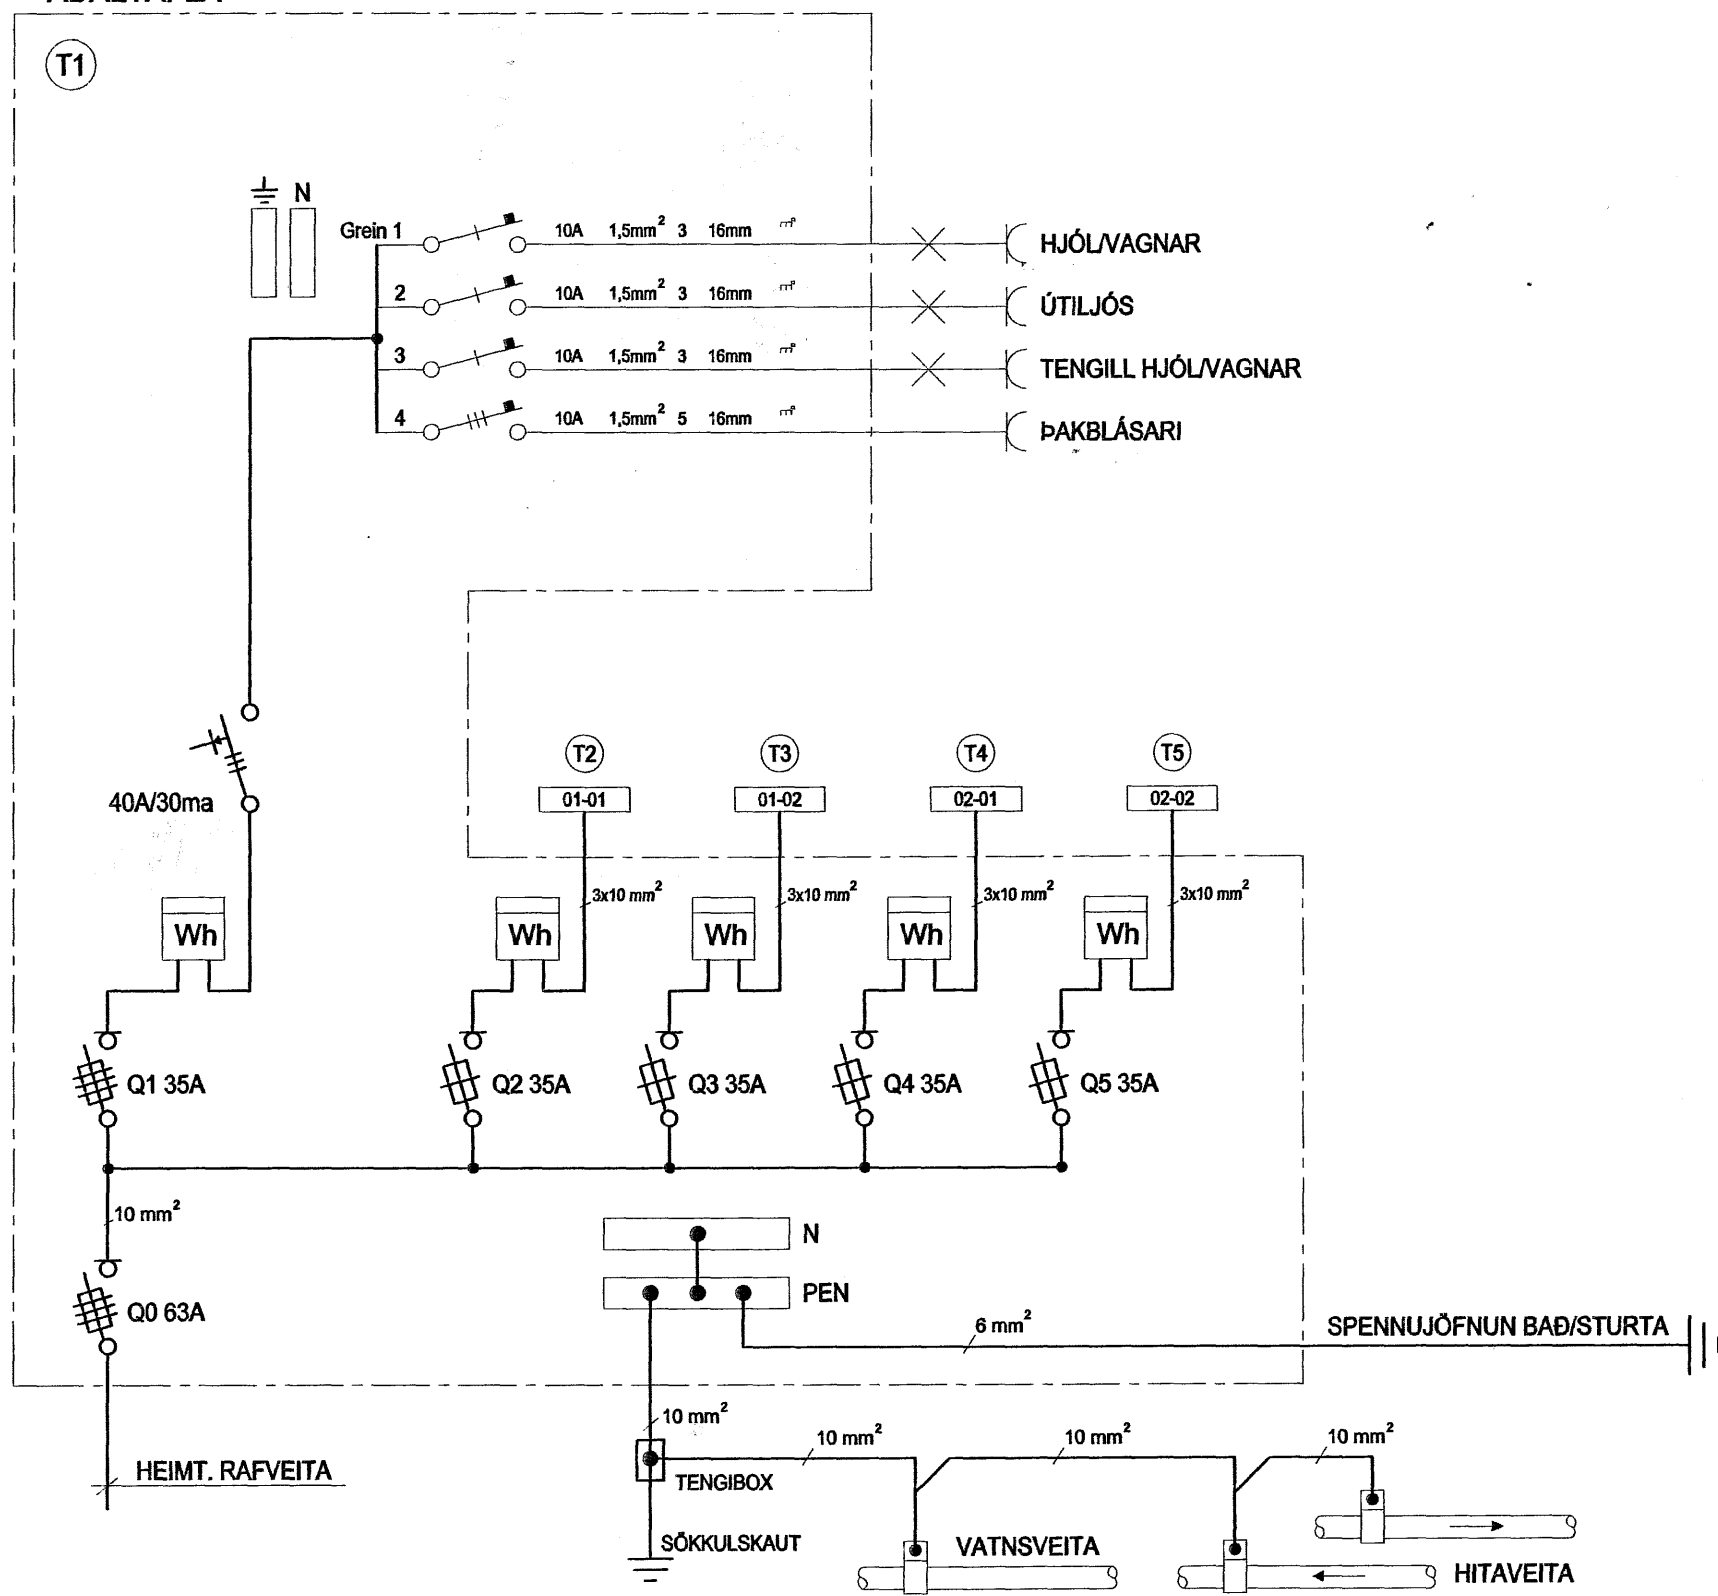 T1
N
Grein 1 10A 1,5mm² 3 16mm HJÓL/VAGNAR
2 10A 1,5mm² 3 16mm ÚTILJÓS
3 10A 1,5mm² 3 16mm TENGILL HJÓL/VAGNAR
4 10A 1,5mm² 5 16mm ÞAKBLÁSARI
T2 T3 T4 T5
40A/30ma 01-01 01-02 02-01 02-02
3x10 mm² 3x10 mm² 3x10 mm² 3x10 mm²
Wh Wh Wh Wh Wh
Q1 35A Q2 35A Q3 35A Q4 35A Q5 35A
10 mm²
N
PEN
Q0 63A
6 mm² SPENNUJÖFNUN BAÐ/STURTA
10 mm²
10 mm² 10 mm² 10 mm²
HEIMT. RAFVEITA
TENGIBOX
SÖKKULSKAUT
VATNSVEITA
HITAVEITA